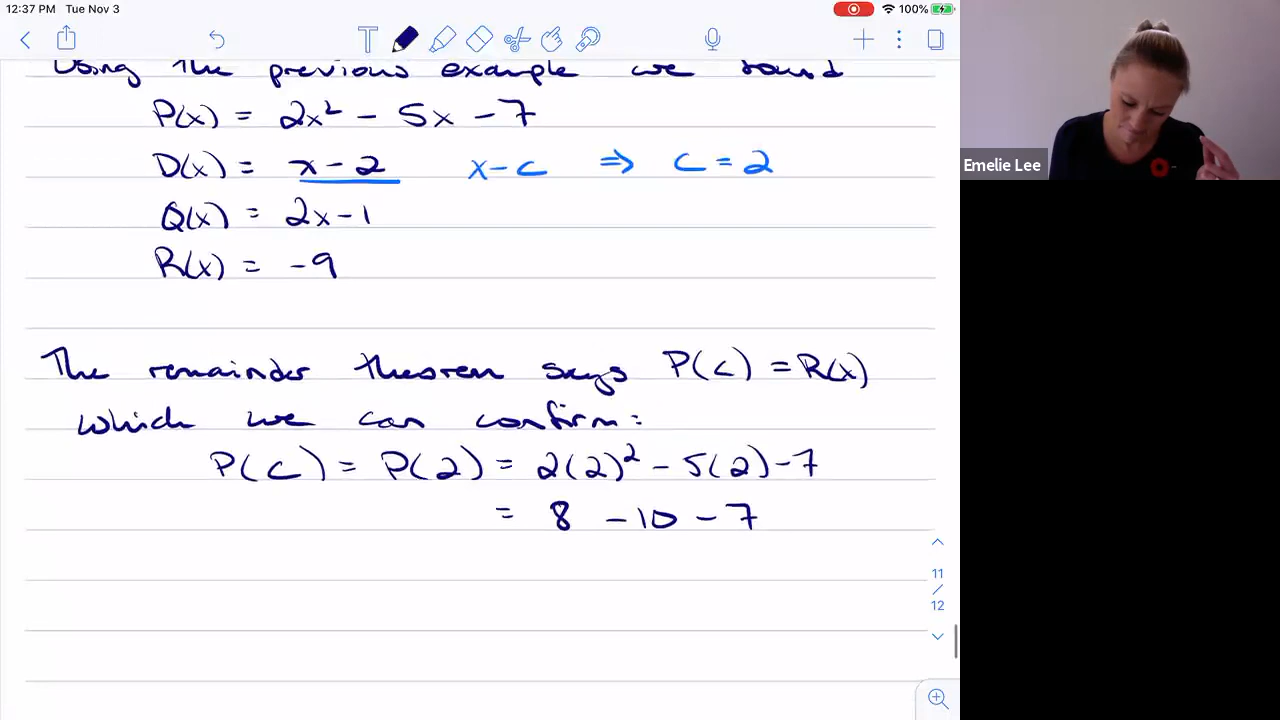 12:37 PM Tue Nov 3
100%
Using the previous example we found
P(x) = 2x² - 5x - 7
D(x) = x - 2 x - c ⇒ c = 2
Q(x) = 2x - 1
R(x) = -9
The remainder theorem says P(c) = R(x)
which we can confirm:
P(c) = P(2) = 2(2)² - 5(2) - 7
= 8 - 10 - 7
11
/
12
Emelie Lee